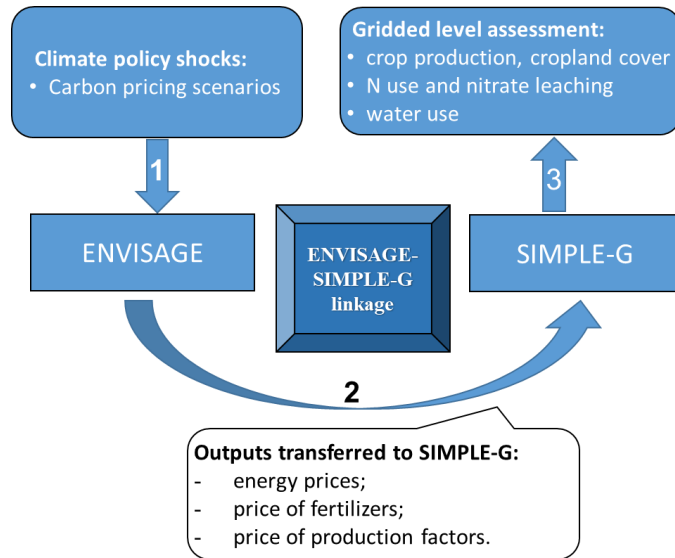 Climate policy shocks:
• Carbon pricing scenarios
Gridded level assessment:
• crop production, cropland cover
• N use and nitrate leaching
• water use
1
3
ENVISAGE
ENVISAGE-
SIMPLE-G
linkage
SIMPLE-G
2
Outputs transferred to SIMPLE-G:
- energy prices;
- price of fertilizers;
- price of production factors.